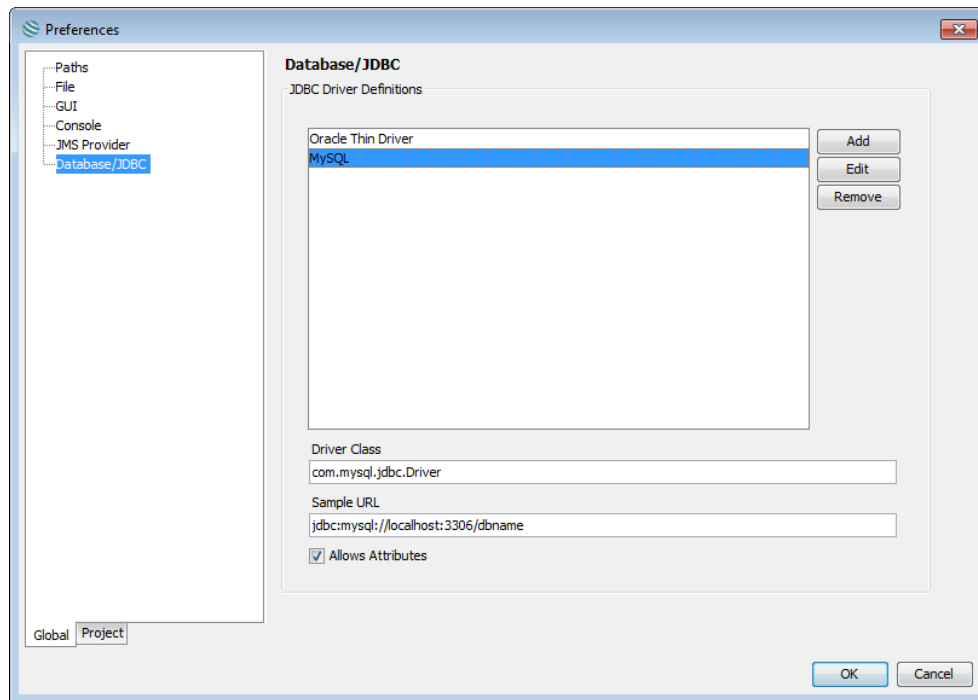 Preferences
Paths
File
GUI
Console
JMS Provider
Database/JDBC
Global
Project
Database/JDBC
JDBC Driver Definitions
Oracle Thin Driver
MySQL
Add
Edit
Remove
Driver Class
com.mysql.jdbc.Driver
Sample URL
jdbc:mysql://localhost:3306/dbname
Allows Attributes
OK
Cancel